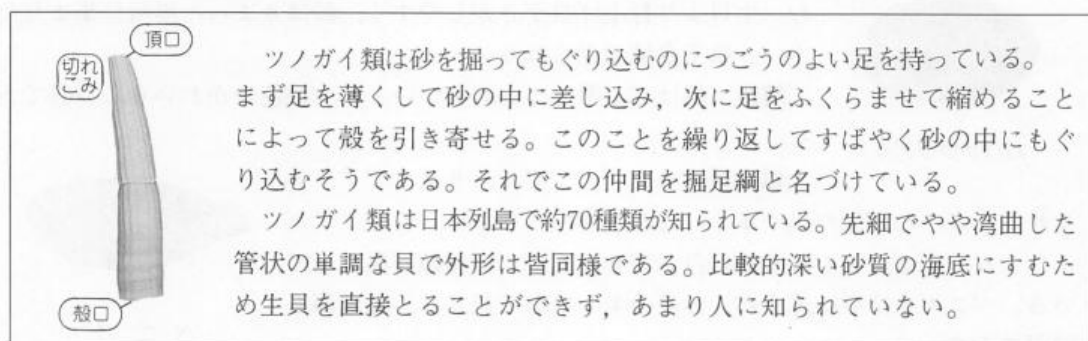 頂口
切れ
こみ
殻口
ツノガイ類は砂を掘ってもぐり込むのにつごうのよい足を持っている。
まず足を薄くして砂の中に差し込み，次に足をふくらませて縮めること
によって殻を引き寄せる。このことを繰り返してすばやく砂の中にもぐ
り込むそうである。それでこの仲間を掘足綱と名づけている。
ツノガイ類は日本列島で約70種類が知られている。先細でやや湾曲した
管状の単調な貝で外形は皆同様である。比較的深い砂質の海底にすむた
め生貝を直接とることができず，あまり人に知られていない。